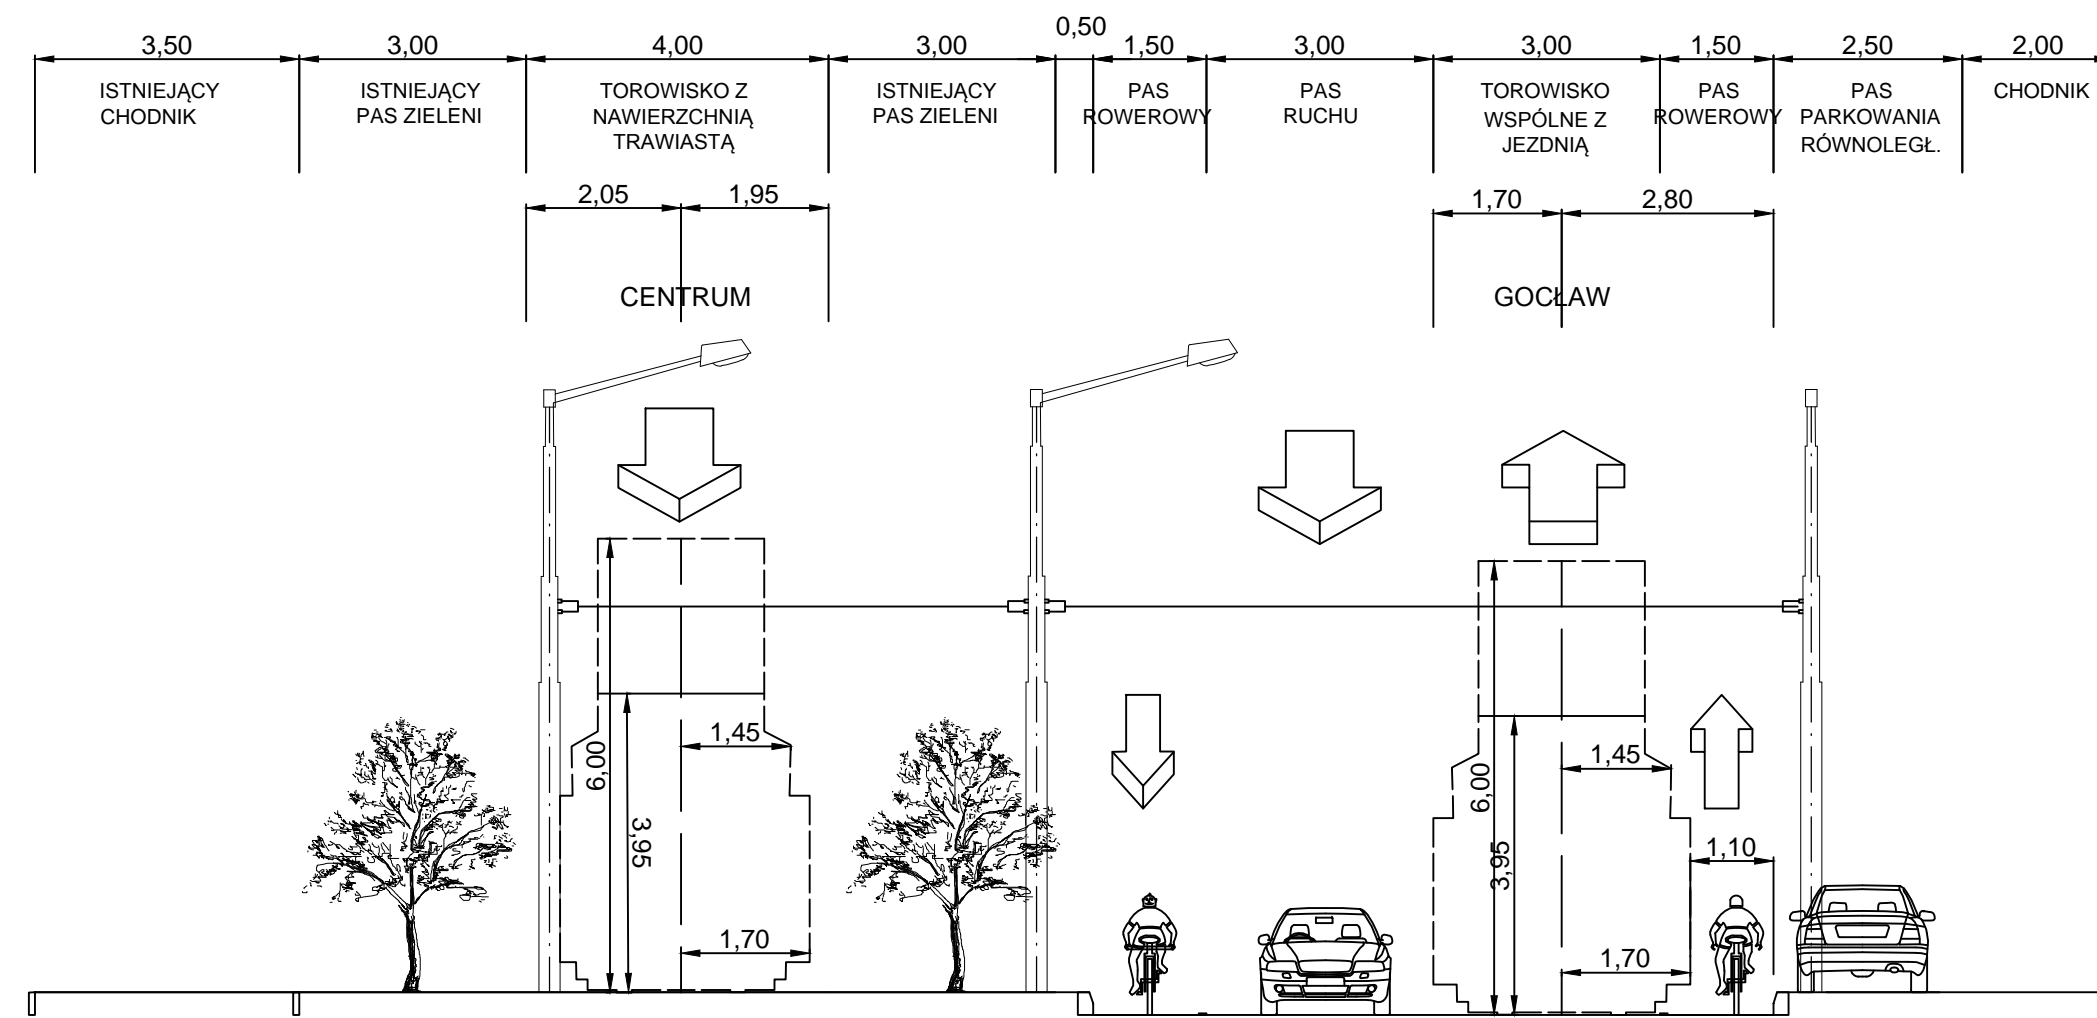 0,50
3,50 3,00 4,00 3,00 1,50 3,00 3,00 1,50 2,50 2,00
ISTNIEJĄCY
CHODNIK
ISTNIEJĄCY
PAS ZIELENI
TOROWISKO Z
NAWIERZCHNIĄ
TRAWIASTĄ
ISTNIEJĄCY
PAS ZIELENI
PAS
ROWEROWY
PAS
RUCHU
TOROWISKO
WSPÓLNE Z
JEZDNIĄ
PAS
ROWEROWY
PAS
PARKOWANIA
RÓWNOLEGŁ.
CHODNIK
2,05 1,95 1,70 2,80
CENTRUM GOCŁAW
6,00
3,95
1,45
1,70
6,00
3,95
1,45
1,10
1,70